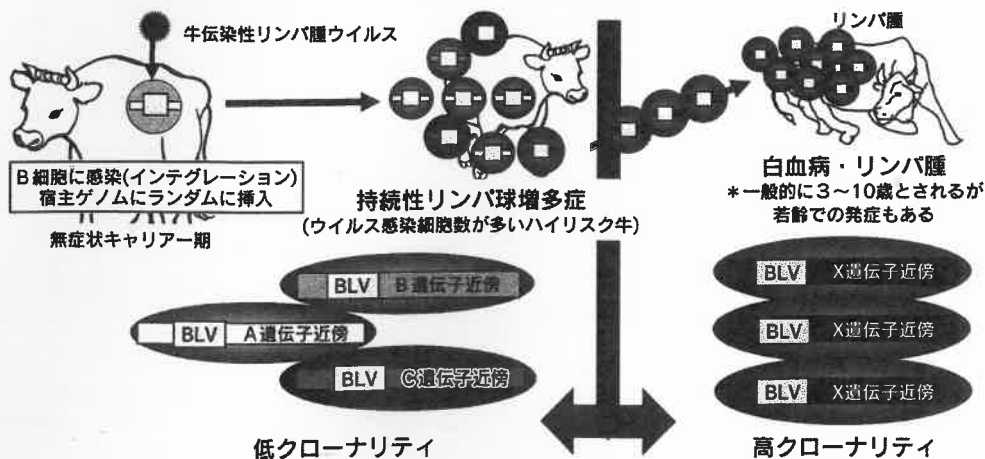 牛伝染性リンパ腫ウイルス
リンパ腫
B細胞に感染(インテグレーション)
宿主ゲノムにランダムに挿入
無症状キャリアー期
持続性リンパ球増多症
(ウイルス感染細胞数が多いハイリスク牛)
白血病・リンパ腫
*一般的に3〜10歳とされるが
若齢での発症もある
BLV B遺伝子近傍
BLV A遺伝子近傍
BLV C遺伝子近傍
BLV X遺伝子近傍
BLV X遺伝子近傍
BLV X遺伝子近傍
低クローナリティ
高クローナリティ